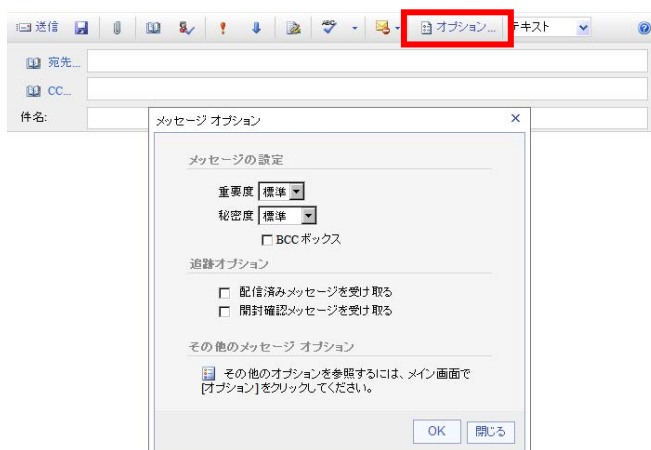 送信 オプション... テキスト
宛先...
CC...
件名:
メッセージ オプション
メッセージの設定
重要度 標準
秘密度 標準
BCC ボックス
追跡オプション
配信済みメッセージを受け取る
開封確認メッセージを受け取る
その他のメッセージ オプション
その他のオプションを参照するには、メイン画面で
[オプション]をクリックしてください。
OK 閉じる